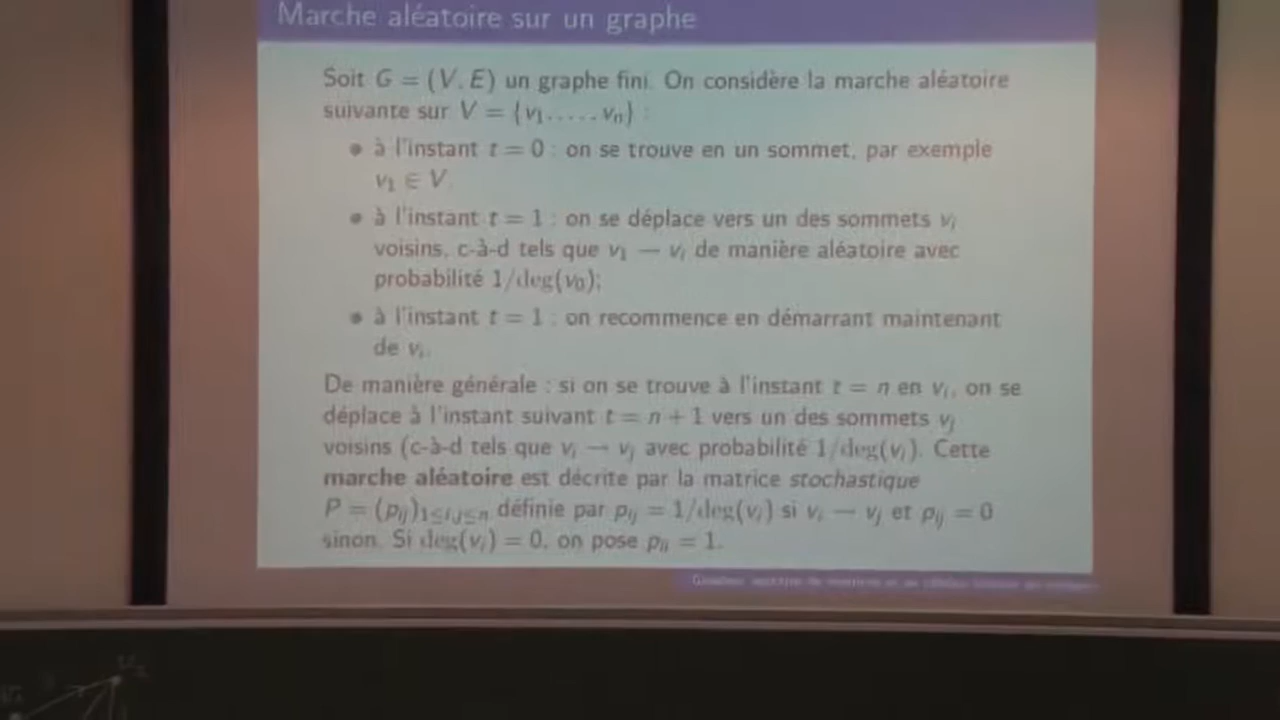 Marche aléatoire sur un graphe
Soit G = (V, E) un graphe fini. On considère la marche aléatoire
suivante sur V = {v₁, . . . , vₙ} :
• à l'instant t = 0 : on se trouve en un sommet, par exemple
v₁ ∈ V.
• à l'instant t = 1 : on se déplace vers un des sommets vᵢ
voisins, c-à-d tels que v₁ — vᵢ de manière aléatoire avec
probabilité 1/deg(v₀);
• à l'instant t = 1 : on recommence en démarrant maintenant
de vᵢ.
De manière générale : si on se trouve à l'instant t = n en vᵢ, on se
déplace à l'instant suivant t = n + 1 vers un des sommets vⱼ
voisins (c-à-d tels que vᵢ — vⱼ avec probabilité 1/deg(vᵢ). Cette
marche aléatoire est décrite par la matrice stochastique
P = (pᵢⱼ)₁≤ᵢ,ⱼ≤ₙ définie par pᵢⱼ = 1/deg(vᵢ) si vᵢ — vⱼ et pᵢⱼ = 0
sinon. Si deg(vᵢ) = 0, on pose pᵢᵢ = 1.